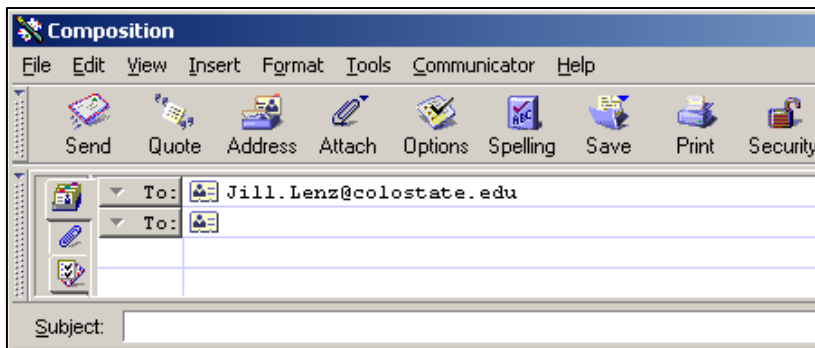 Composition
File Edit View Insert Format Tools Communicator Help
Send Quote Address Attach Options Spelling Save Print Security
To: Jill.Lenz@colostate.edu
To:
Subject: